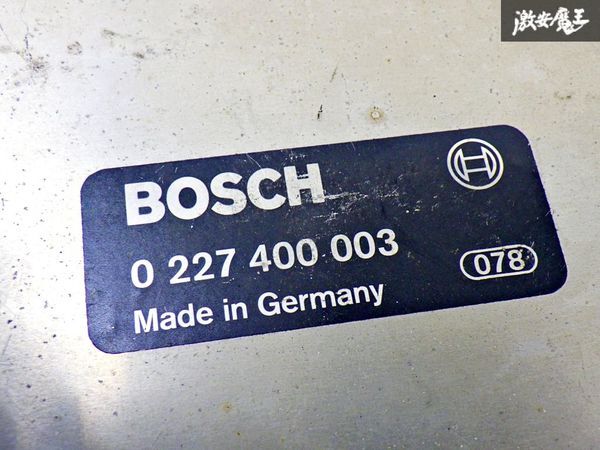 激安魔王
BOSCH
0 227 400 003
078
Made in Germany